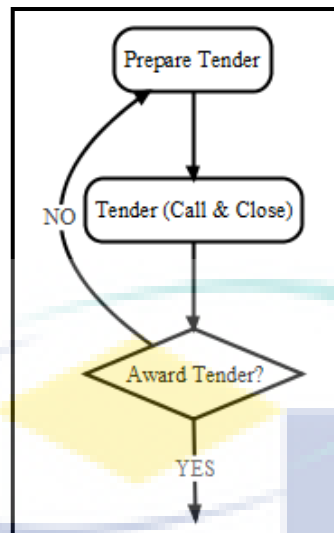 Prepare Tender
Tender (Call & Close)
NO
Award Tender?
YES